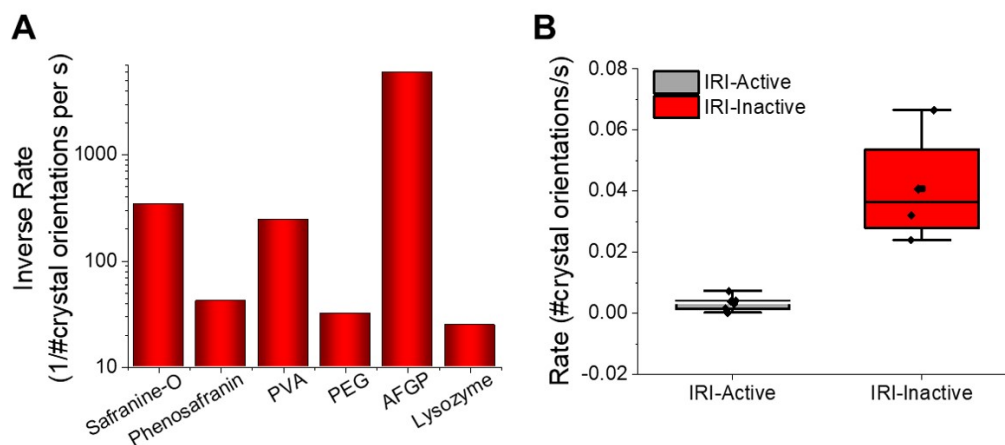 A
Inverse Rate
(1/#crystal orientations per s)
1000
100
10
Safranine-O
Phenosafranin
PVA
PEG
AFGP
Lysozyme
B
Rate (#crystal orientations/s)
0.08
0.06
0.04
0.02
0.00
-0.02
IRI-Active
IRI-Inactive
IRI-Active
IRI-Inactive